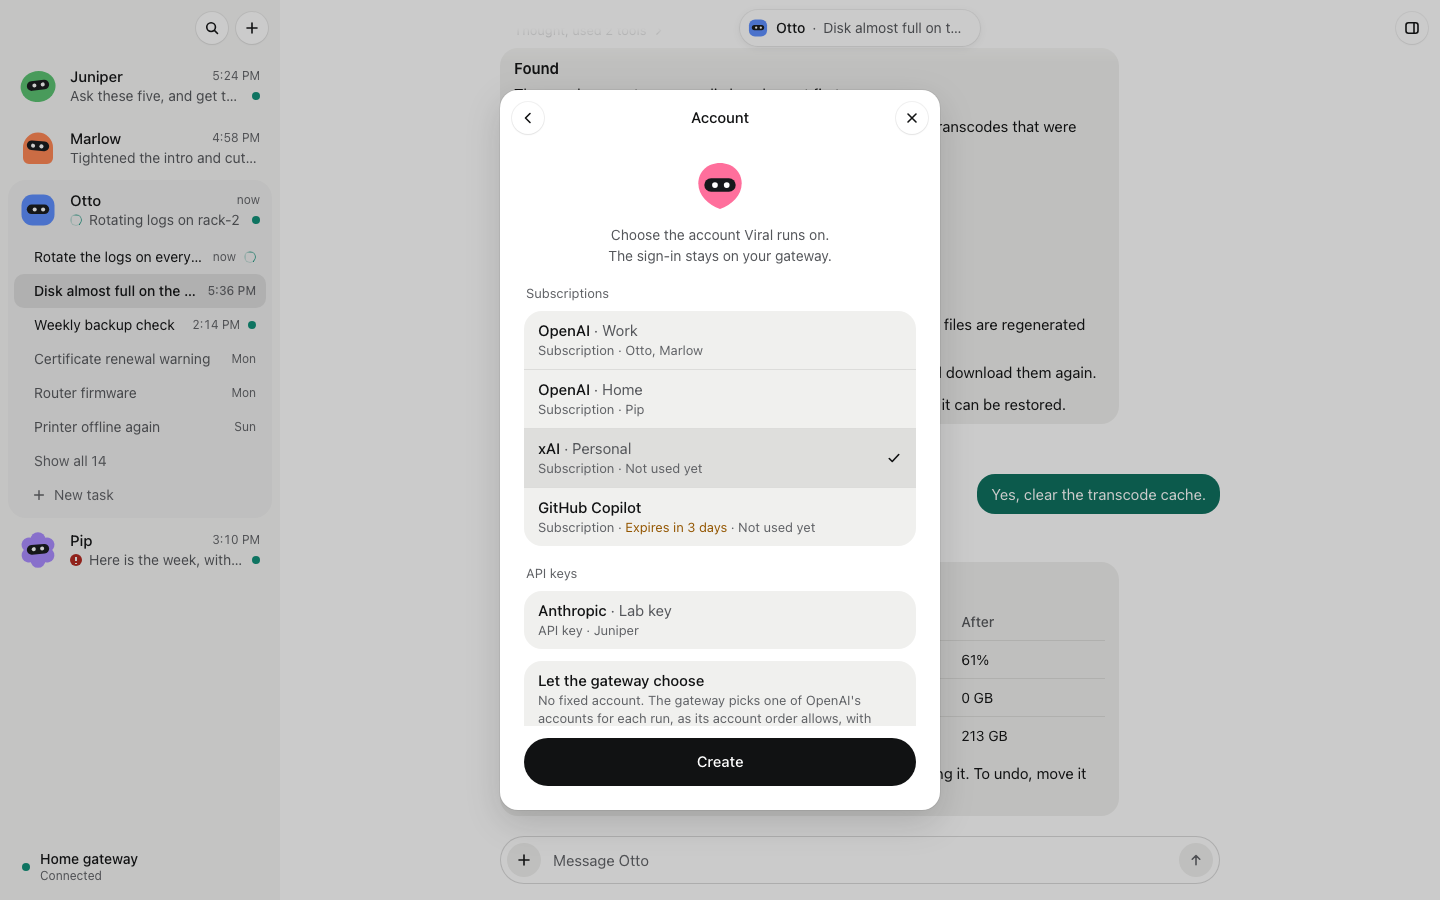 Juniper
5:24 PM
Ask these five, and get t...
Marlow
4:58 PM
Tightened the intro and cut...
Otto
now
Rotating logs on rack-2
Rotate the logs on every...
now
Disk almost full on the ...
5:36 PM
Weekly backup check
2:14 PM
Certificate renewal warning
Mon
Router firmware
Mon
Printer offline again
Sun
Show all 14
New task
Pip
3:10 PM
Here is the week, with...
Home gateway
Connected
Thought, used 2 tools
Otto · Disk almost full on t...
Found
ranscodes that were
files are regenerated
download them again.
it can be restored.
Yes, clear the transcode cache.
After
61%
0 GB
213 GB
ng it. To undo, move it
Message Otto
Account
Choose the account Viral runs on.
The sign-in stays on your gateway.
Subscriptions
OpenAI · Work
Subscription · Otto, Marlow
OpenAI · Home
Subscription · Pip
xAI · Personal
Subscription · Not used yet
GitHub Copilot
Subscription · Expires in 3 days · Not used yet
API keys
Anthropic · Lab key
API key · Juniper
Let the gateway choose
No fixed account. The gateway picks one of OpenAI's
accounts for each run, as its account order allows, with
Create